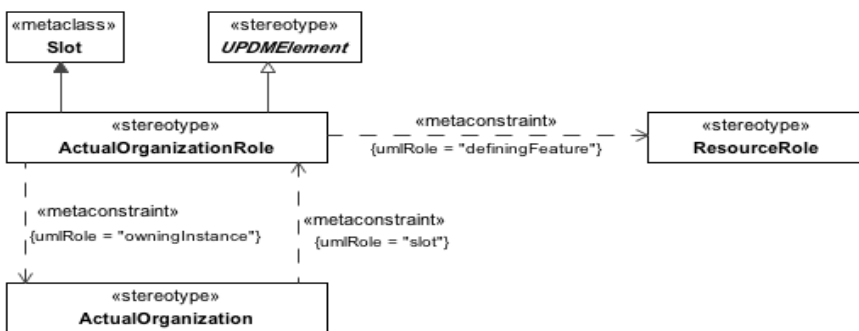 «metaclass»
Slot
«stereotype»
UPDMElement
«stereotype»
ActualOrganizationRole
«metaconstraint»
{umlRole = "definingFeature"}
«stereotype»
ResourceRole
«metaconstraint»
{umlRole = "owningInstance"}
«metaconstraint»
{umlRole = "slot"}
«stereotype»
ActualOrganization